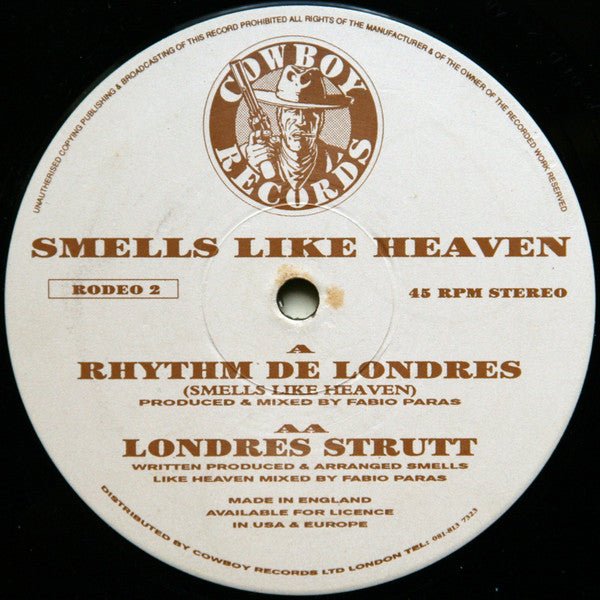 UNAUTHORISED COPYING PUBLISHING & BROADCASTING OF THIS RECORD PROHIBITED ALL RIGHTS OF THE MANUFACTURER & OF THE OWNER OF THE RECORDED WORK RESERVED
COWBOY
RECORDS
SMELLS LIKE HEAVEN
RODEO 2
45 RPM STEREO
A
RHYTHM DE LONDRES
(SMELLS LIKE HEAVEN)
PRODUCED & MIXED BY FABIO PARAS
AA
LONDRES STRUTT
WRITTEN PRODUCED & ARRANGED SMELLS
LIKE HEAVEN MIXED BY FABIO PARAS
MADE IN ENGLAND
AVAILABLE FOR LICENCE
IN USA & EUROPE
DISTRIBUTED BY COWBOY RECORDS LTD LONDON TEL: 081-813 7323